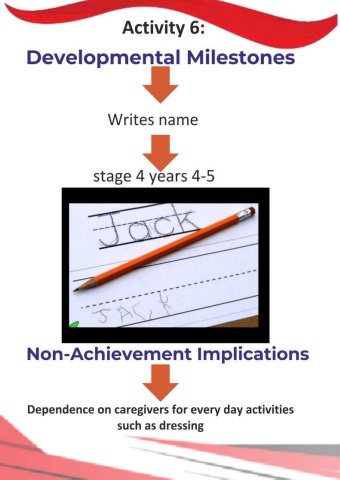 Activity 6:
Developmental Milestones
Writes name
stage 4 years 4-5
Jack
JACK
Non-Achievement Implications
Dependence on caregivers for every day activities
such as dressing